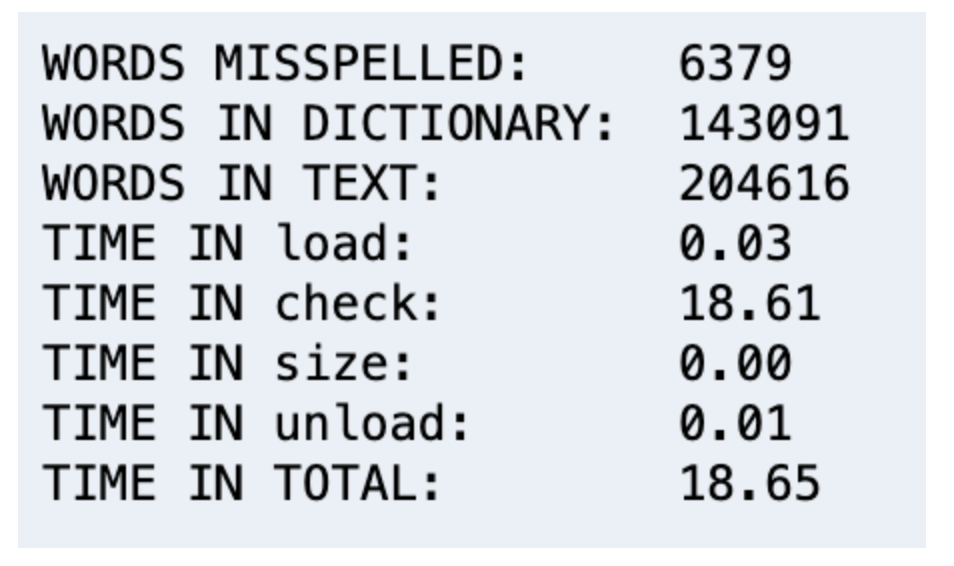 WORDS MISSPELLED: 6379
WORDS IN DICTIONARY: 143091
WORDS IN TEXT: 204616
TIME IN load: 0.03
TIME IN check: 18.61
TIME IN size: 0.00
TIME IN unload: 0.01
TIME IN TOTAL: 18.65